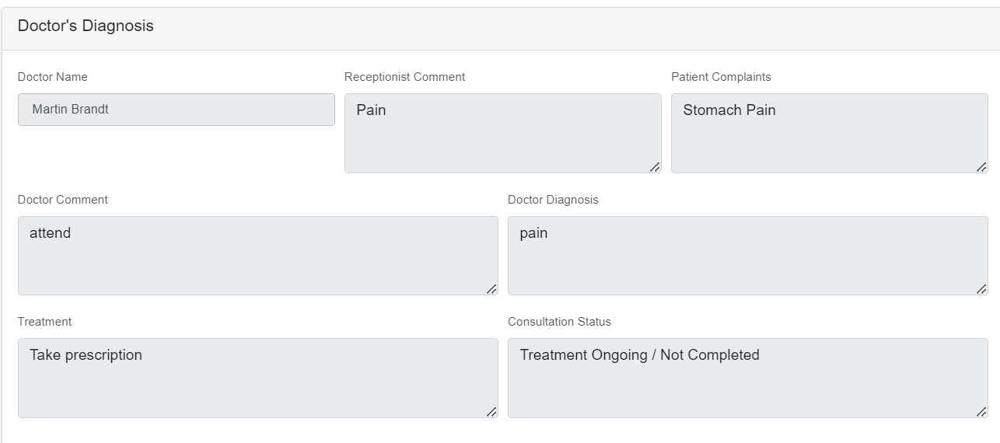 Doctor's Diagnosis
Doctor Name
Receptionist Comment
Patient Complaints
Martin Brandt
Pain
Stomach Pain
Doctor Comment
Doctor Diagnosis
attend
pain
Treatment
Consultation Status
Take prescription
Treatment Ongoing / Not Completed